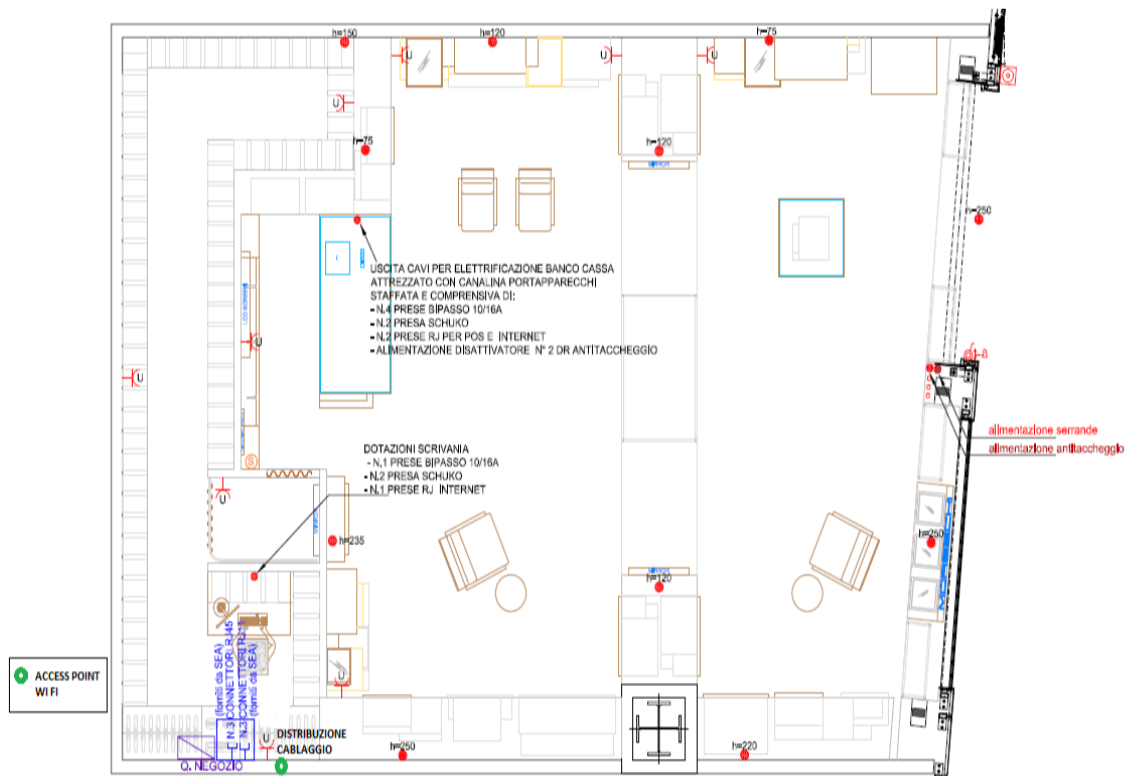 h=150
h=120
h=75
U
U
U
U
h=75
h=120
MIRROR
h=250
USCITA CAVI PER ELETTRIFICAZIONE BANCO CASSA
ATTREZZATO CON CANALINA PORTAPPARECCHI
STAFFATA E COMPRENSIVA DI:
- N.4 PRESE BIPASSO 10/16A
- N.2 PRESA SCHUKO
- N.2 PRESE RJ PER POS E INTERNET
- ALIMENTAZIONE DISATTIVATORE N° 2 DR ANTITACCHEGGIO
U
U
alimentazione serrande
alimentazione antitaccheggio
DOTAZIONI SCRIVANIA
- N.1 PRESE BIPASSO 10/16A
- N.2 PRESA SCHUKO
- N.1 PRESE RJ INTERNET
S
U
h=235
h=250
MORESCHI
h=120
(forniti da SEA)
N.3 CONNETTORI RJ45
N.3 CONNETTORI RJ11
(forniti da SEA)
ACCESS POINT
WI FI
U
U
DISTRIBUZIONE
CABLAGGIO
Q. NEGOZIO
h=250
h=220